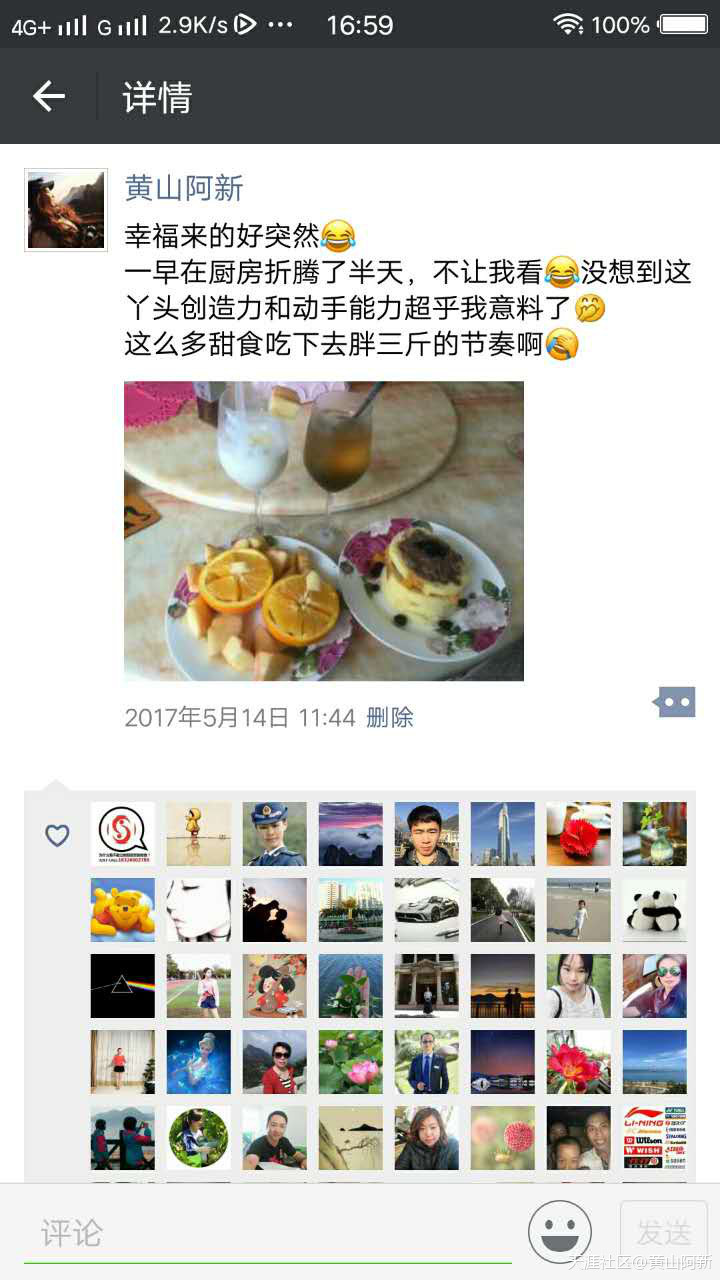 4G+ G 2.9K/s 16:59 100%
详情
黄山阿新
幸福来的好突然😂
一早在厨房折腾了半天，不让我看😂没想到这
丫头创造力和动手能力超乎我意料了🤭
这么多甜食吃下去胖三斤的节奏啊🤦
2017年5月14日 11:44 删除
LI-NING
Wilson
WISH
评论
发送
天涯社区@黄山阿新